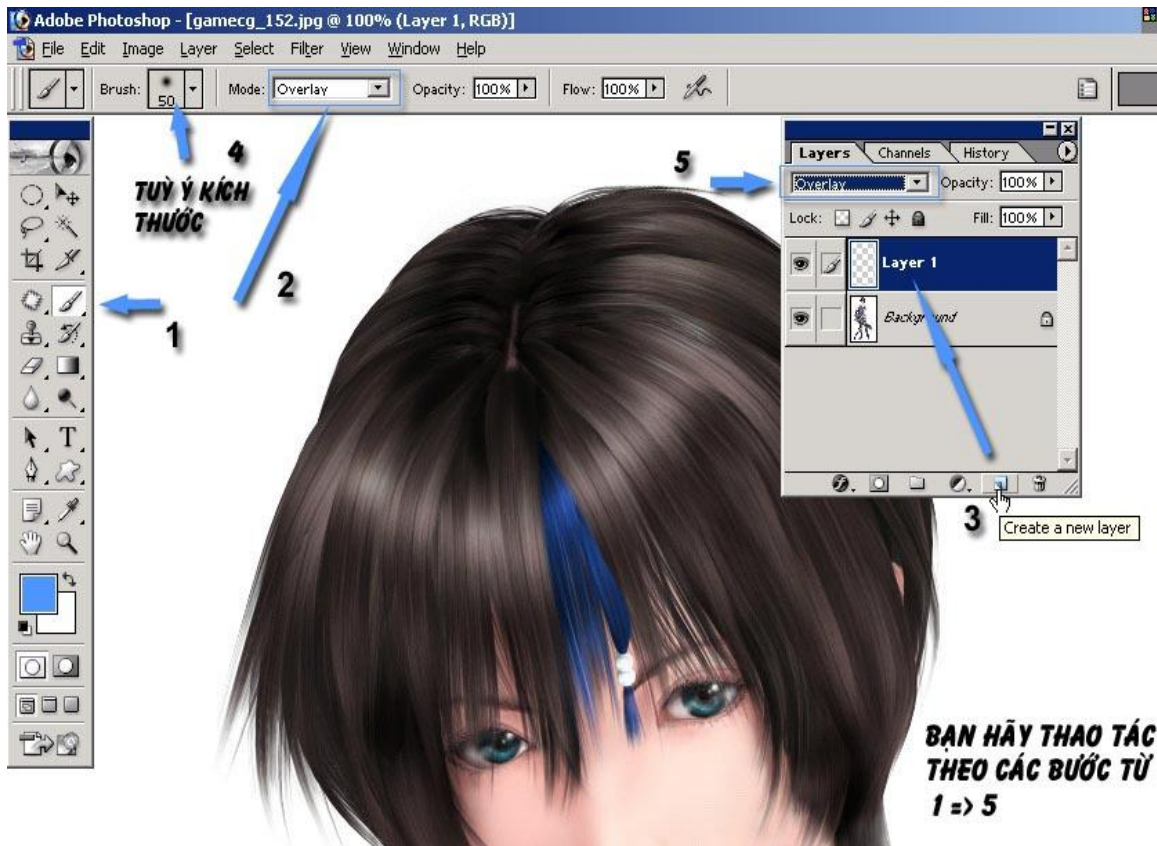 Adobe Photoshop - [gamecg_152.jpg @ 100% (Layer 1, RGB)]
File Edit Image Layer Select Filter View Window Help
Brush: 50 Mode: Overlay Opacity: 100% Flow: 100%
4
TUỲ Ý KÍCH
THƯỚC
2
1
5
Layers Channels History
Overlay Opacity: 100%
Lock: Fill: 100%
Layer 1
Background
3
Create a new layer
T
BẠN HÃY THAO TÁC
THEO CÁC BƯỚC TỪ
1 => 5